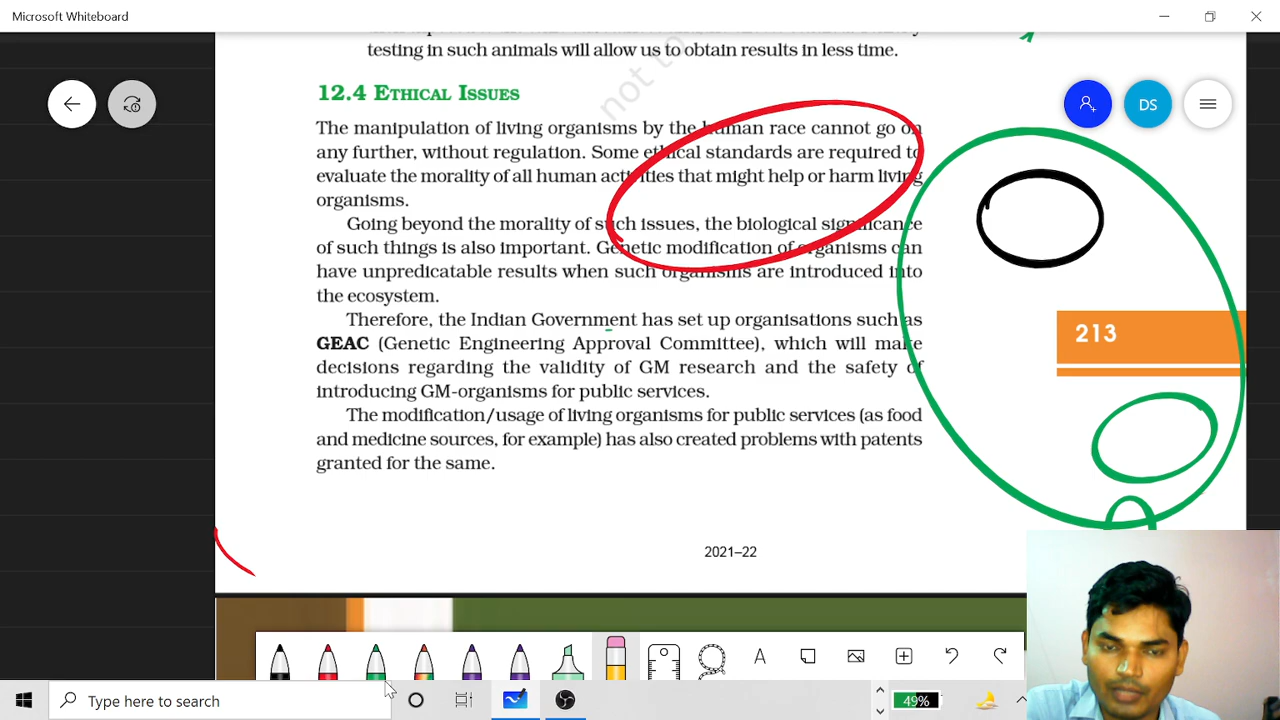 Microsoft Whiteboard
testing in such animals will allow us to obtain results in less time.
not to
12.4 ETHICAL ISSUES
DS
The manipulation of living organisms by the human race cannot go on
any further, without regulation. Some ethical standards are required to
evaluate the morality of all human activities that might help or harm living
organisms.
Going beyond the morality of such issues, the biological significance
of such things is also important. Genetic modification of organisms can
have unpredicatable results when such organisms are introduced into
the ecosystem.
Therefore, the Indian Government has set up organisations such as
GEAC (Genetic Engineering Approval Committee), which will make
decisions regarding the validity of GM research and the safety of
introducing GM-organisms for public services.
213
The modification/usage of living organisms for public services (as food
and medicine sources, for example) has also created problems with patents
granted for the same.
2021–22
A
Type here to search
49%